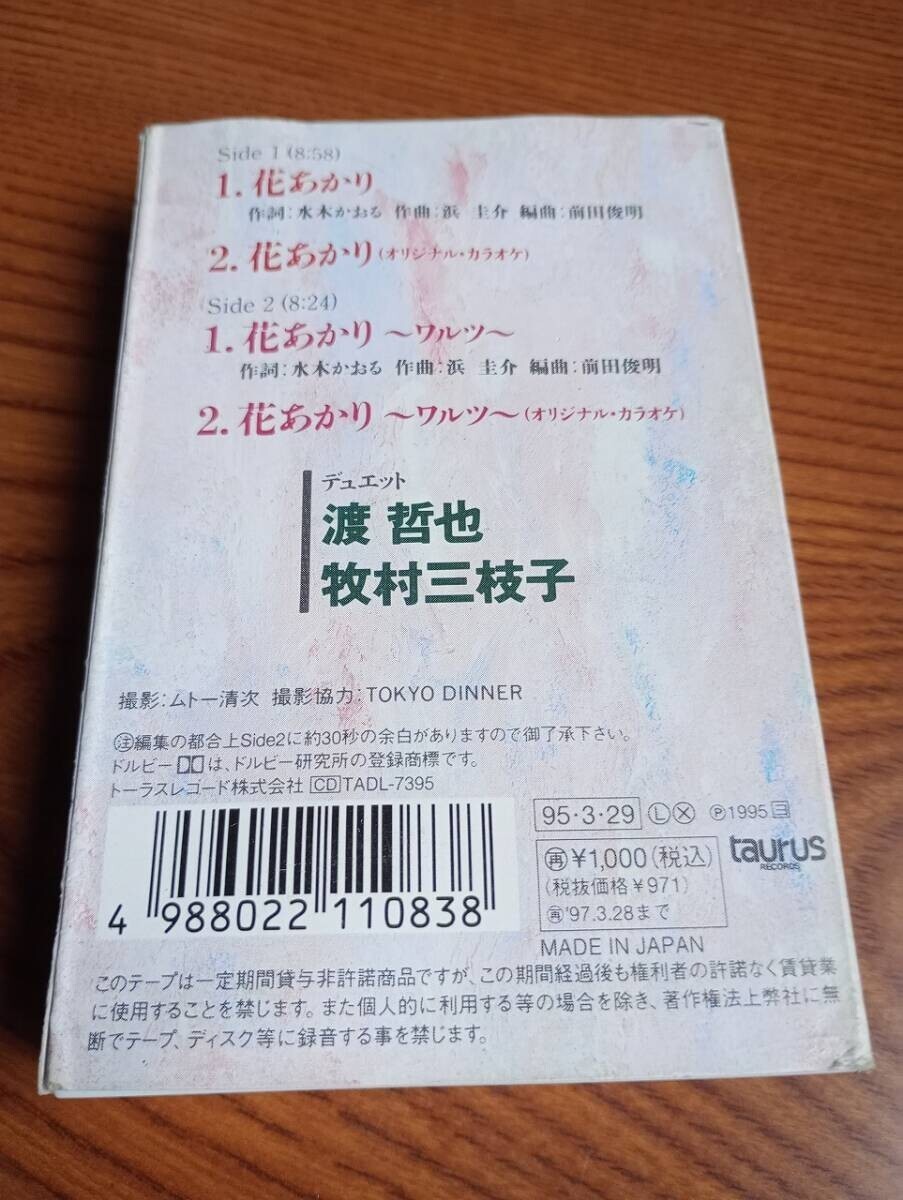 Side 1 (8:58)
1. 花あかり
作詞:水木かおる 作曲:浜 圭介 編曲:前田俊明
2. 花あかり(オリジナル・カラオケ)
Side 2 (8:24)
1. 花あかり 〜ワルツ〜
作詞:水木かおる 作曲:浜 圭介 編曲:前田俊明
2. 花あかり 〜ワルツ〜(オリジナル・カラオケ)
デュエット
渡 哲也
牧村三枝子
撮影:ムトー清次 撮影協力:TOKYO DINNER
㊟編集の都合上Side2に約30秒の余白がありますので御了承下さい。
ドルビーは、ドルビー研究所の登録商標です。
トーラスレコード株式会社 CD TADL-7395
95・3・29 Ⓛ Ⓧ Ⓟ1995 ヨ
再 ¥1,000(税込)
(税抜価格¥971)
再'97.3.28まで
taurus
RECORDS
4 988022 110838
MADE IN JAPAN
このテープは一定期間貸与非許諾商品ですが、この期間経過後も権利者の許諾なく賃貸業
に使用することを禁じます。また個人的に利用する等の場合を除き、著作権法上弊社に無
断でテープ、ディスク等に録音する事を禁じます。